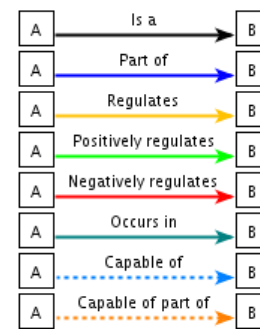 A Is a B
A Part of B
A Regulates B
A Positively regulates B
A Negatively regulates B
A Occurs in B
A Capable of B
A Capable of part of B